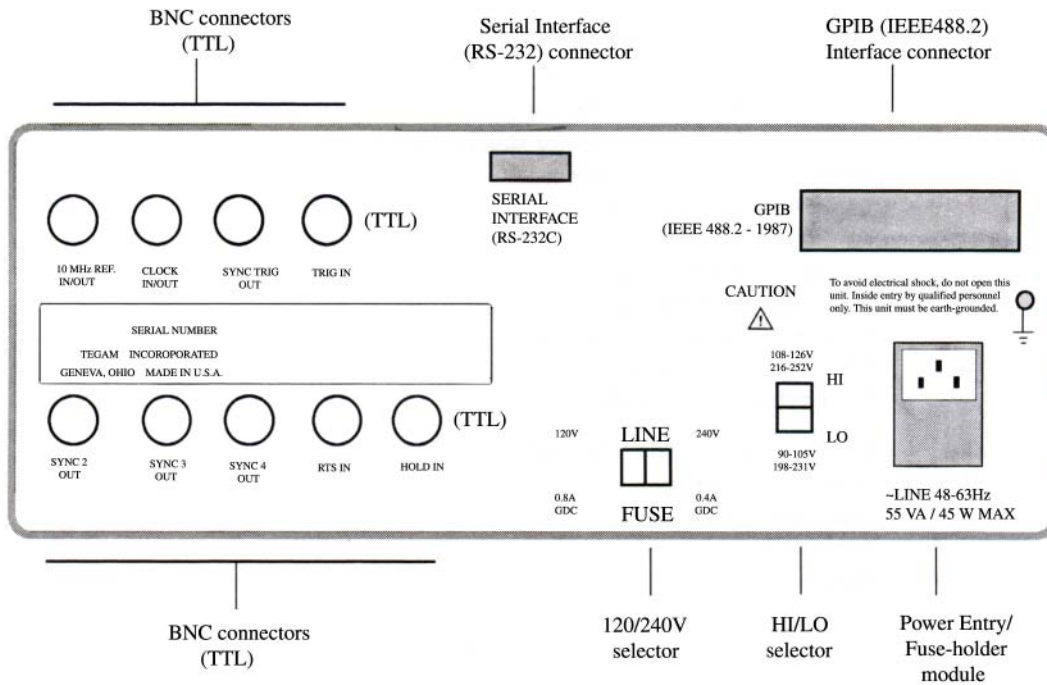 BNC connectors
(TTL)
Serial Interface
(RS-232) connector
GPIB (IEEE488.2)
Interface connector
(TTL)
10 MHz REF.
IN/OUT
CLOCK
IN/OUT
SYNC TRIG
OUT
TRIG IN
SERIAL
INTERFACE
(RS-232C)
GPIB
(IEEE 488.2 - 1987)
To avoid electrical shock, do not open this
unit. Inside entry by qualified personnel
only. This unit must be earth-grounded.
CAUTION
SERIAL NUMBER
TEGAM INCOROPORATED
GENEVA, OHIO MADE IN U.S.A.
108-126V
216-252V
HI
LO
90-105V
198-231V
(TTL)
SYNC 2
OUT
SYNC 3
OUT
SYNC 4
OUT
RTS IN
HOLD IN
120V
LINE
240V
0.8A
GDC
FUSE
0.4A
GDC
~LINE 48-63Hz
55 VA / 45 W MAX
BNC connectors
(TTL)
120/240V
selector
HI/LO
selector
Power Entry/
Fuse-holder
module